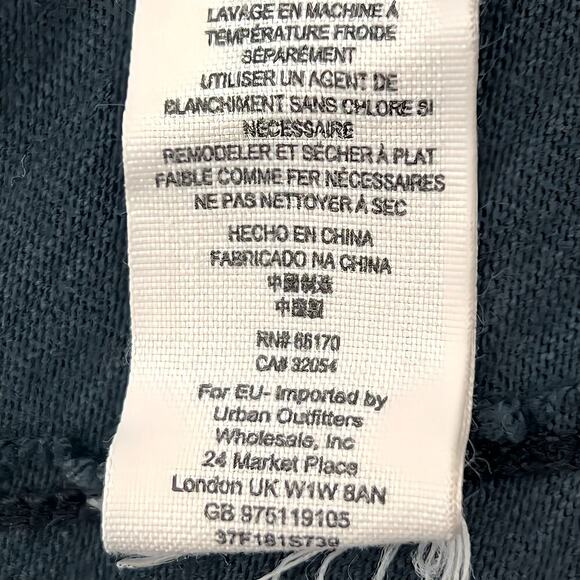 LAVAGE EN MACHINE À
TEMPÉRATURE FROIDE
SÉPARÉMENT
UTILISER UN AGENT DE
BLANCHIMENT SANS CHLORE SI
NÉCESSAIRE
REMODELER ET SÉCHER À PLAT
FAIBLE COMME FER NÉCESSAIRES
NE PAS NETTOYER À SEC
HECHO EN CHINA
FABRICADO NA CHINA
中國製造
中国製
RN# 66170
CA# 32054
For EU- Imported by
Urban Outfitters
Wholesale, Inc
24 Market Place
London UK W1W 8AN
GB 975119105
37F181S739